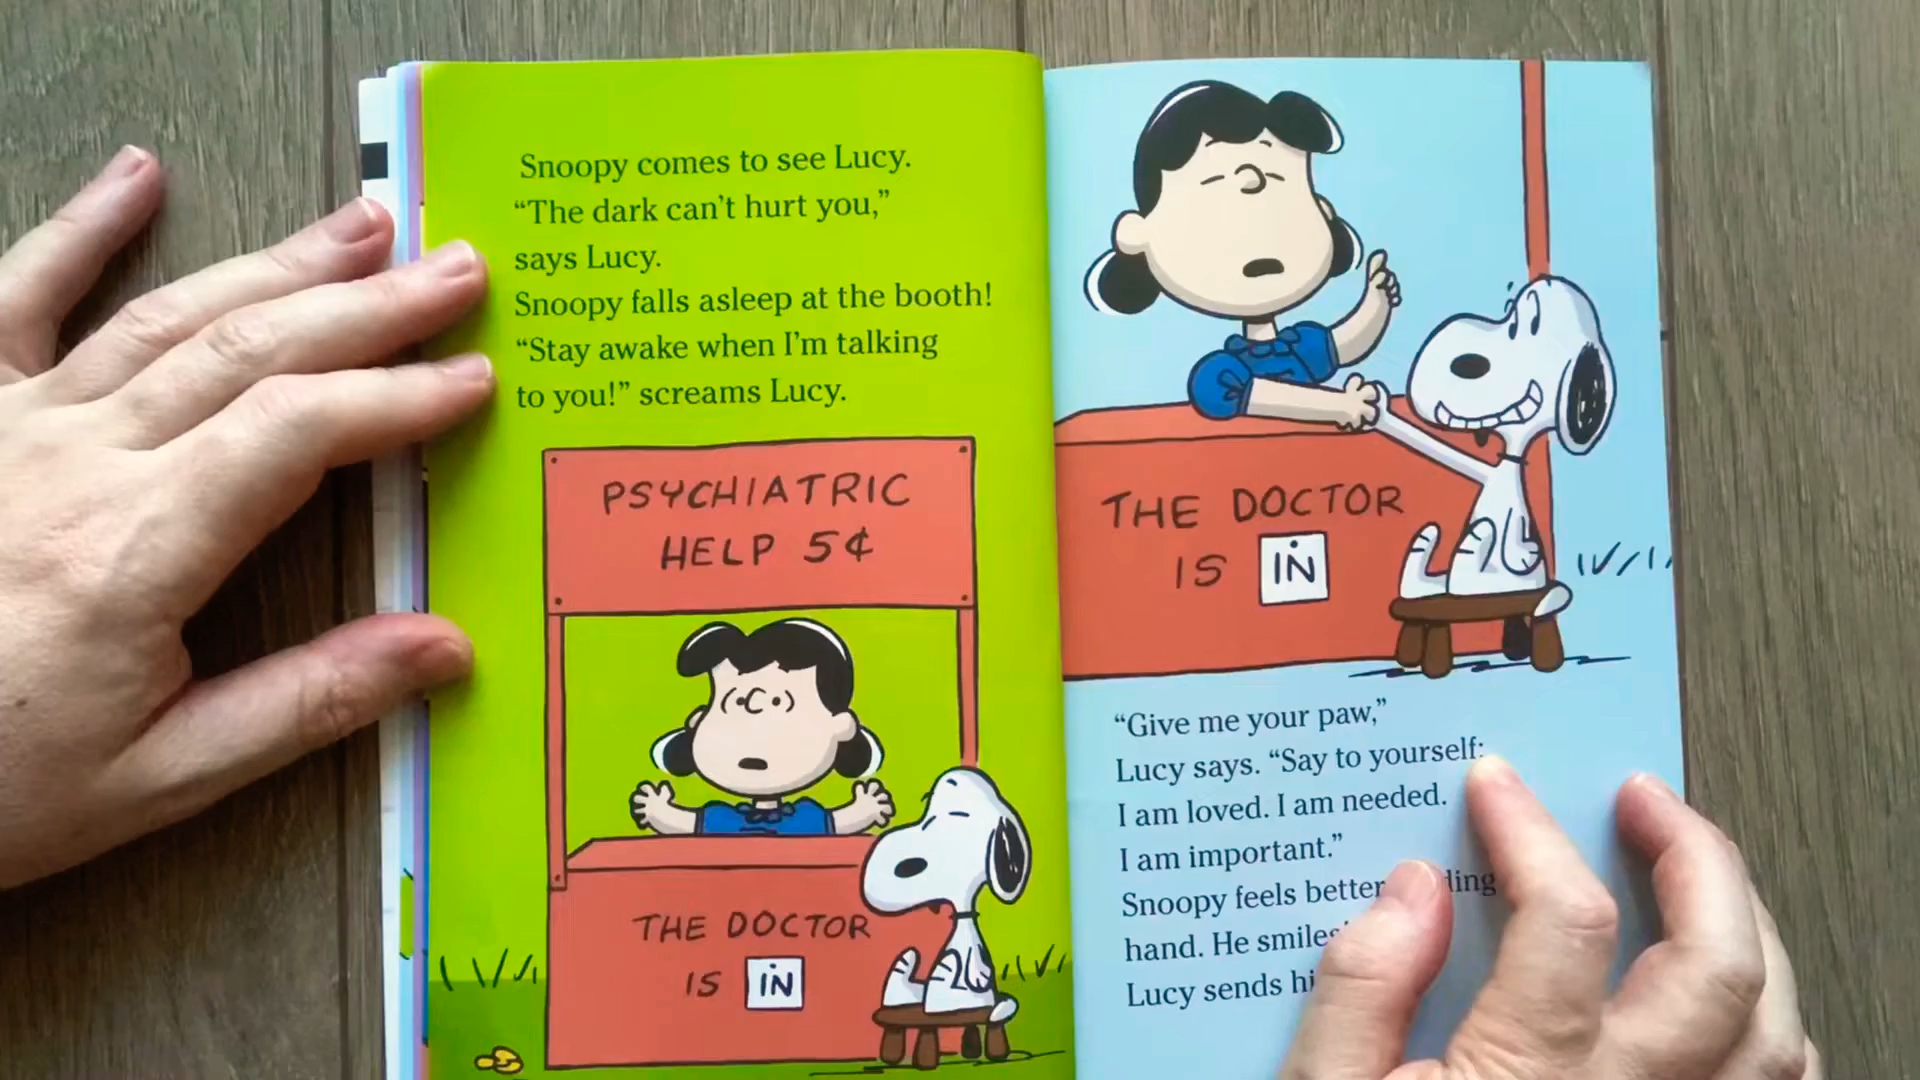 Snoopy comes to see Lucy.
“The dark can’t hurt you,”
says Lucy.
Snoopy falls asleep at the booth!
“Stay awake when I’m talking
to you!” screams Lucy.
PSYCHIATRIC
HELP 5¢
THE DOCTOR
IS IN
THE DOCTOR
IS IN
“Give me your paw,”
Lucy says. “Say to yourself:
I am loved. I am needed.
I am important.”
Snoopy feels better
hand. He smiles
Lucy sends